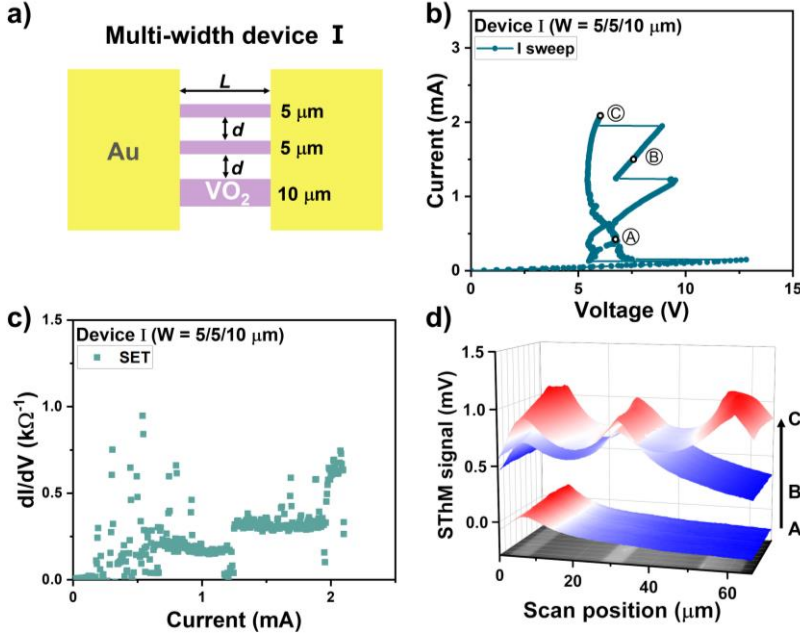 a)
Multi-width device I
L
5 μm
d
Au
5 μm
d
VO2
10 μm
b)
Device I (W = 5/5/10 μm)
I sweep
Current (mA)
3
2
1
0
0
5
10
15
Voltage (V)
A
B
C
c)
Device I (W = 5/5/10 μm)
SET
dI/dV (kΩ-1)
1.5
1.0
0.5
0.0
0
1
2
Current (mA)
d)
SThM signal (mV)
1.5
1.0
0.5
0.0
0
20
40
60
Scan position (μm)
C
B
A